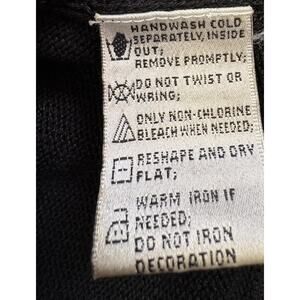 HANDWASH COLD
SEPARATELY, INSIDE
OUT;
REMOVE PROMPTLY;
DO NOT TWIST OR
WRING;
ONLY NON-CHLORINE
BLEACH WHEN NEEDED;
RESHAPE AND DRY
FLAT;
WARM IRON IF
NEEDED;
DO NOT IRON
DECORATION